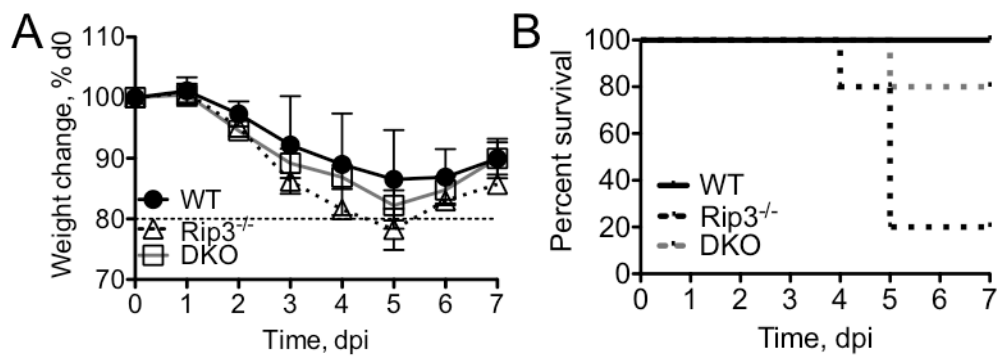 A
Weight change, % d0
110
100
90
80
70
WT
Rip3-/-
DKO
0 1 2 3 4 5 6 7
Time, dpi
B
Percent survival
100
80
60
40
20
0
WT
Rip3-/-
DKO
0 1 2 3 4 5 6 7
Time, dpi